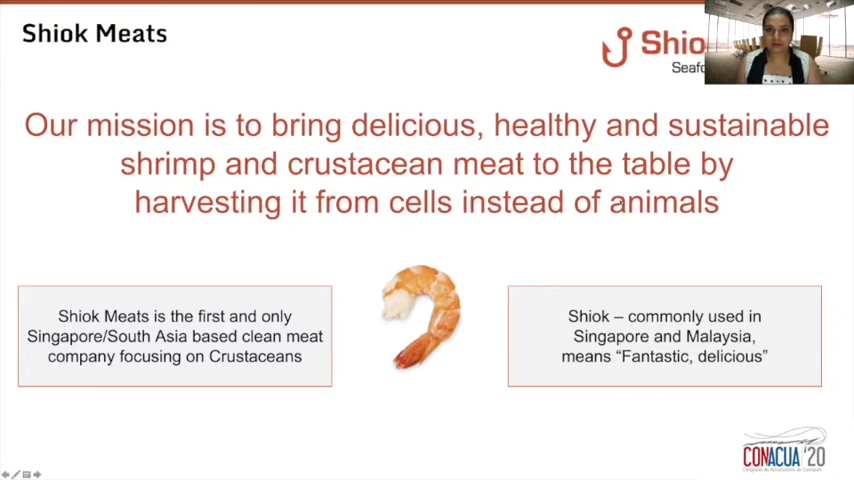 Shiok Meats
Shiok
Seafo
Our mission is to bring delicious, healthy and sustainable
shrimp and crustacean meat to the table by
harvesting it from cells instead of animals
Shiok Meats is the first and only
Singapore/South Asia based clean meat
company focusing on Crustaceans
Shiok – commonly used in
Singapore and Malaysia,
means “Fantastic, delicious”
CONACUA '20